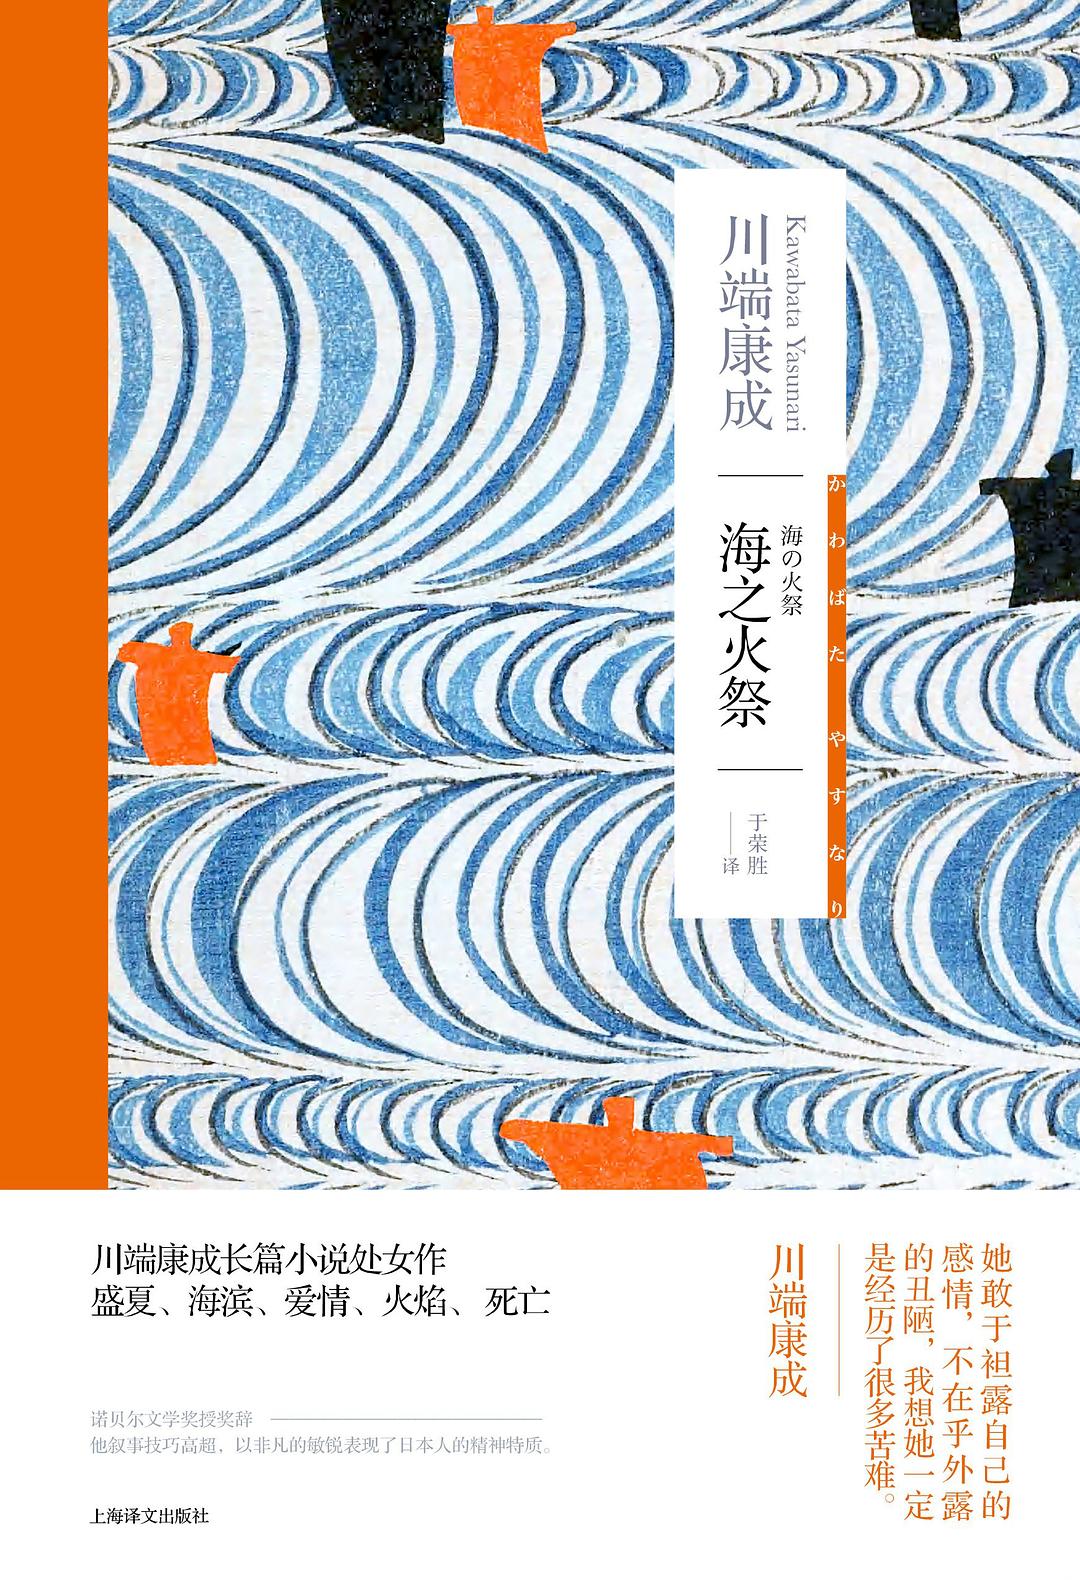 Kawabata Yasunari
川端康成
海の火祭
海之火祭
于荣胜
译
かわばた やすなり
川端康成长篇小说处女作
盛夏、海滨、爱情、火焰、死亡
诺贝尔文学奖授奖辞
他叙事技巧高超，以非凡的敏锐表现了日本人的精神特质。
上海译文出版社
她敢于袒露自己的
感情，不在乎外露
的丑陋，我想她一定
是经历了很多苦难。
川端康成